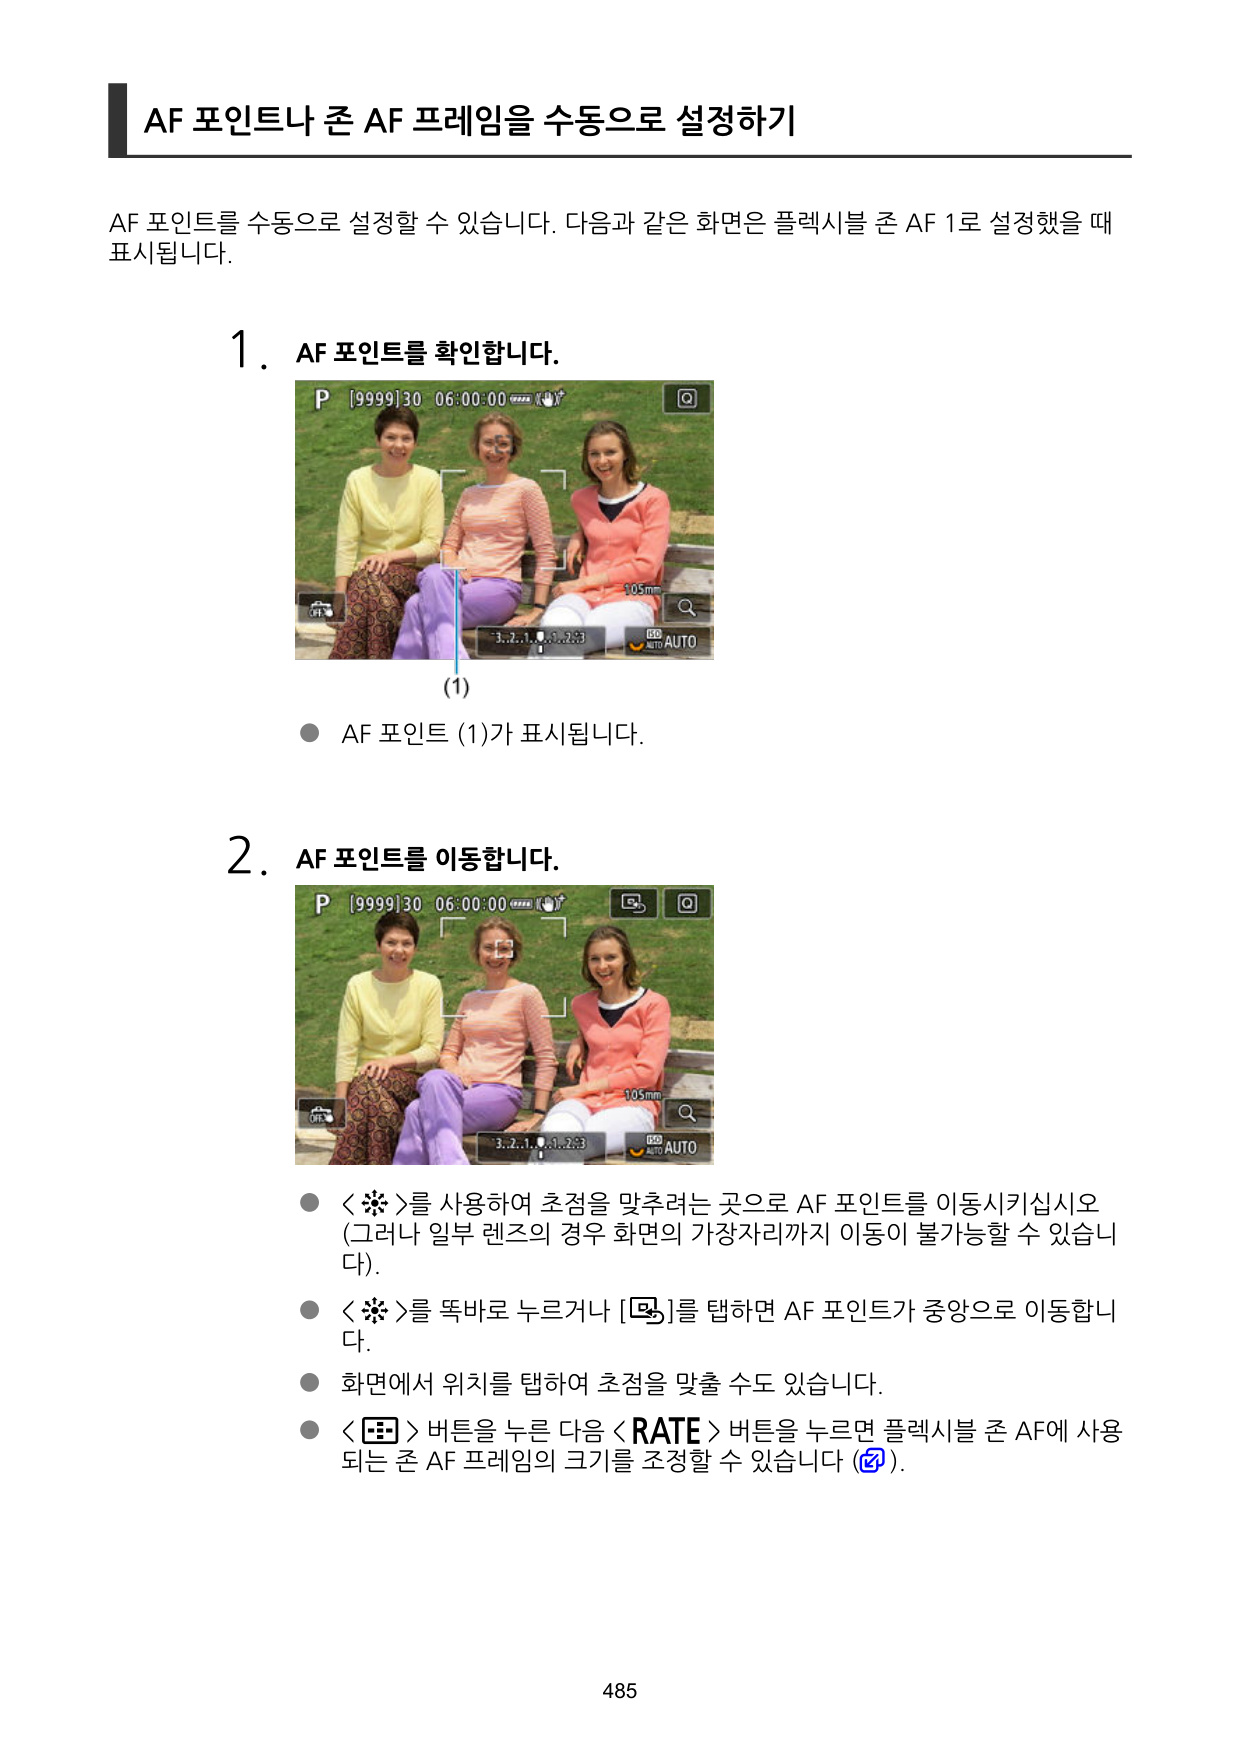 AF 포인트나 존 AF 프레임을 수동으로 설정하기
AF 포인트를 수동으로 설정할 수 있습니다. 다음과 같은 화면은 플렉시블 존 AF 1로 설정했을 때
표시됩니다.
1. AF 포인트를 확인합니다.
P [9999]30 06:00:00 Q
105mm
OFF
3..2..1..0..1..2..3 ISO AUTO AUTO
(1)
● AF 포인트 (1)가 표시됩니다.
2. AF 포인트를 이동합니다.
P [9999]30 06:00:00 Q
105mm
OFF
3..2..1..0..1..2..3 ISO AUTO AUTO
● < >를 사용하여 초점을 맞추려는 곳으로 AF 포인트를 이동시키십시오
(그러나 일부 렌즈의 경우 화면의 가장자리까지 이동이 불가능할 수 있습니
다).
● < >를 똑바로 누르거나 [ ]를 탭하면 AF 포인트가 중앙으로 이동합니
다.
● 화면에서 위치를 탭하여 초점을 맞출 수도 있습니다.
● < > 버튼을 누른 다음 < RATE > 버튼을 누르면 플렉시블 존 AF에 사용
되는 존 AF 프레임의 크기를 조정할 수 있습니다 ( ).
485